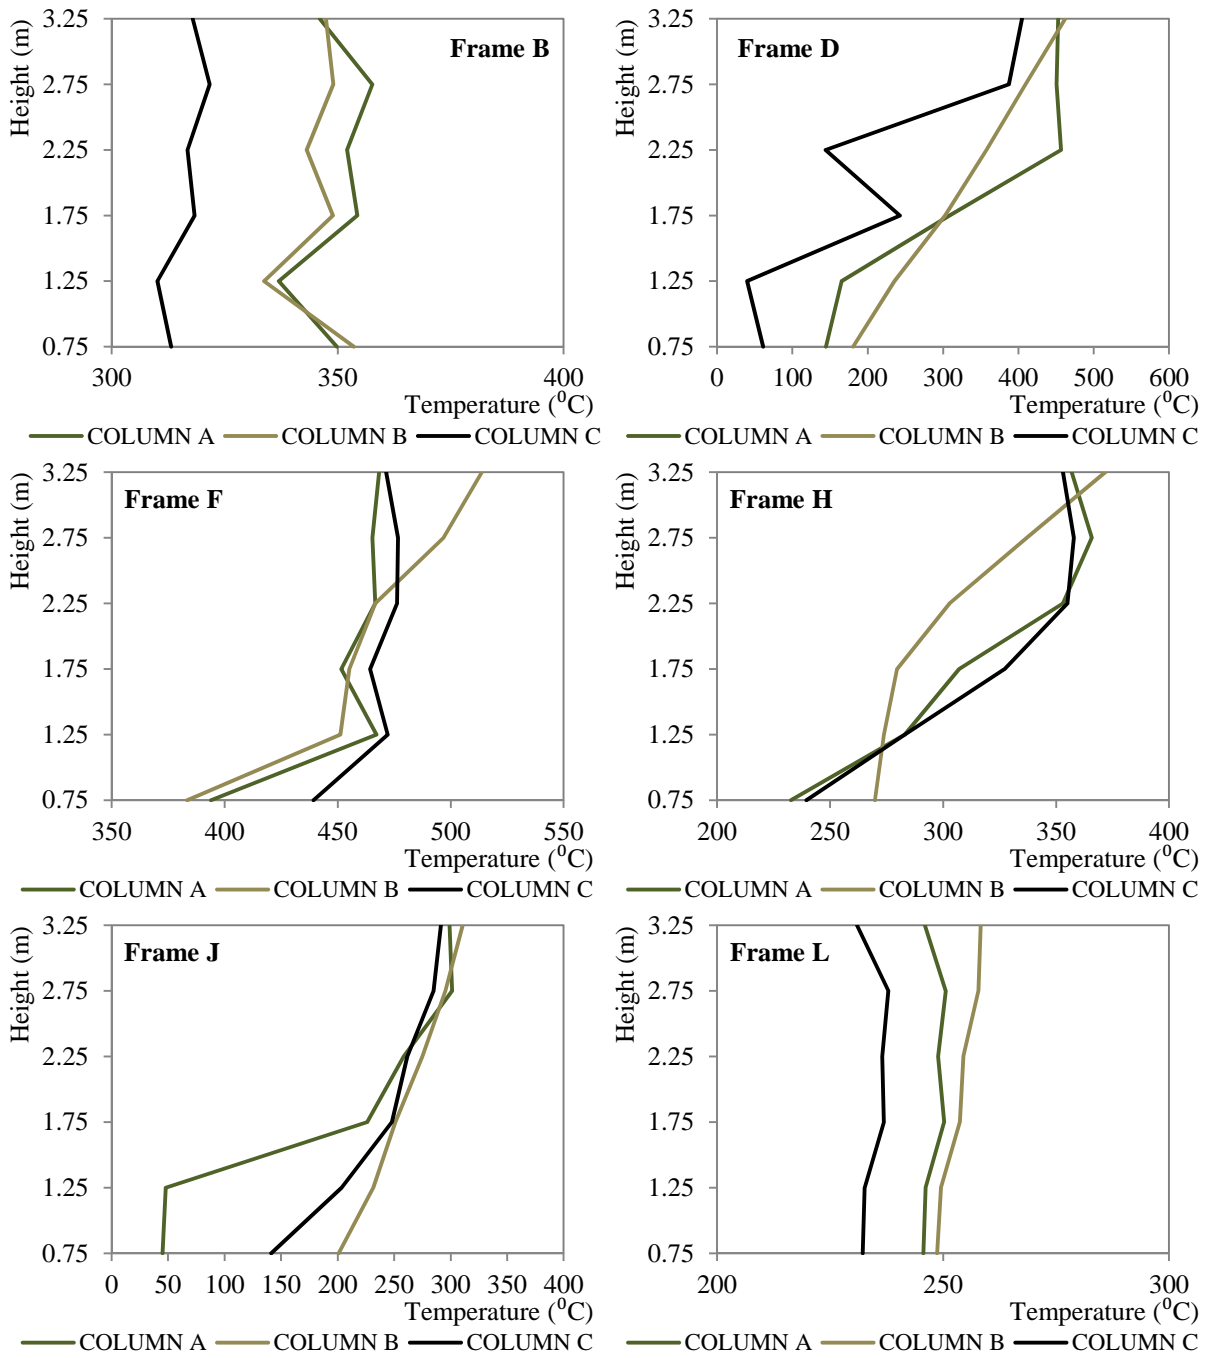 Height (m)
3.25
2.75
2.25
1.75
1.25
0.75
Frame B
300 350 400
Temperature (⁰C)
COLUMN A COLUMN B COLUMN C
Height (m)
3.25
2.75
2.25
1.75
1.25
0.75
Frame D
0 100 200 300 400 500 600
Temperature (⁰C)
COLUMN A COLUMN B COLUMN C
Height (m)
3.25
2.75
2.25
1.75
1.25
0.75
Frame F
350 400 450 500 550
Temperature (⁰C)
COLUMN A COLUMN B COLUMN C
Height (m)
3.25
2.75
2.25
1.75
1.25
0.75
Frame H
200 250 300 350 400
Temperature (⁰C)
COLUMN A COLUMN B COLUMN C
Height (m)
3.25
2.75
2.25
1.75
1.25
0.75
Frame J
0 50 100 150 200 250 300 350 400
Temperature (⁰C)
COLUMN A COLUMN B COLUMN C
Height (m)
3.25
2.75
2.25
1.75
1.25
0.75
Frame L
200 250 300
Temperature (⁰C)
COLUMN A COLUMN B COLUMN C